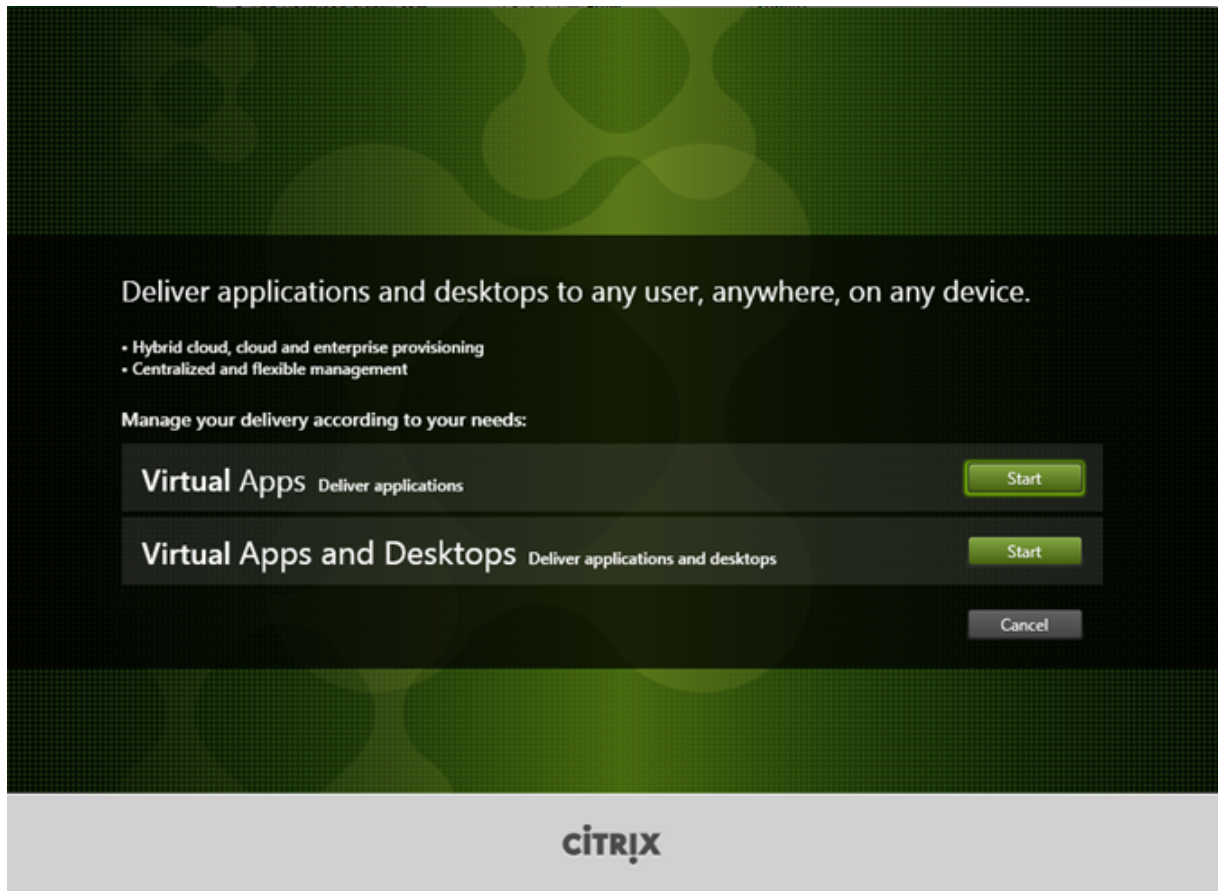 Deliver applications and desktops to any user, anywhere, on any device.
• Hybrid cloud, cloud and enterprise provisioning
• Centralized and flexible management
Manage your delivery according to your needs:
Virtual Apps Deliver applications
Start
Virtual Apps and Desktops Deliver applications and desktops
Start
Cancel
CITRIX